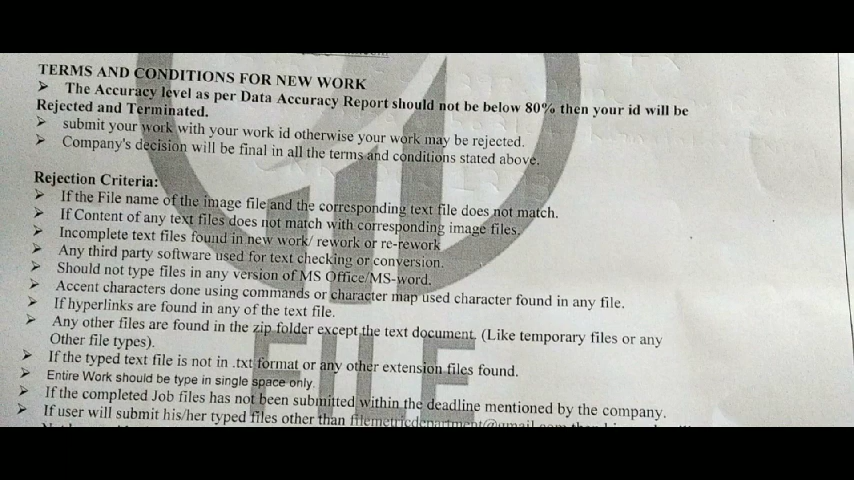 TERMS AND CONDITIONS FOR NEW WORK
➢ The Accuracy level as per Data Accuracy Report should not be below 80% then your id will be
Rejected and Terminated.
➢ submit your work with your work id otherwise your work may be rejected.
➢ Company's decision will be final in all the terms and conditions stated above.
Rejection Criteria:
➢ If the File name of the image file and the corresponding text file does not match.
➢ If Content of any text files does not match with corresponding image files.
➢ Incomplete text files found in new work/ rework or re-rework
➢ Any third party software used for text checking or conversion.
➢ Should not type files in any version of MS Office/MS-word.
➢ Accent characters done using commands or character map used character found in any file.
➢ If hyperlinks are found in any of the text file.
➢ Any other files are found in the zip folder except the text document. (Like temporary files or any
Other file types).
➢ If the typed text file is not in .txt format or any other extension files found.
➢ Entire Work should be type in single space only.
➢ If the completed Job files has not been submitted within the deadline mentioned by the company.
➢ If user will submit his/her typed files other than filemetricdepartment@gmail.com
FILE